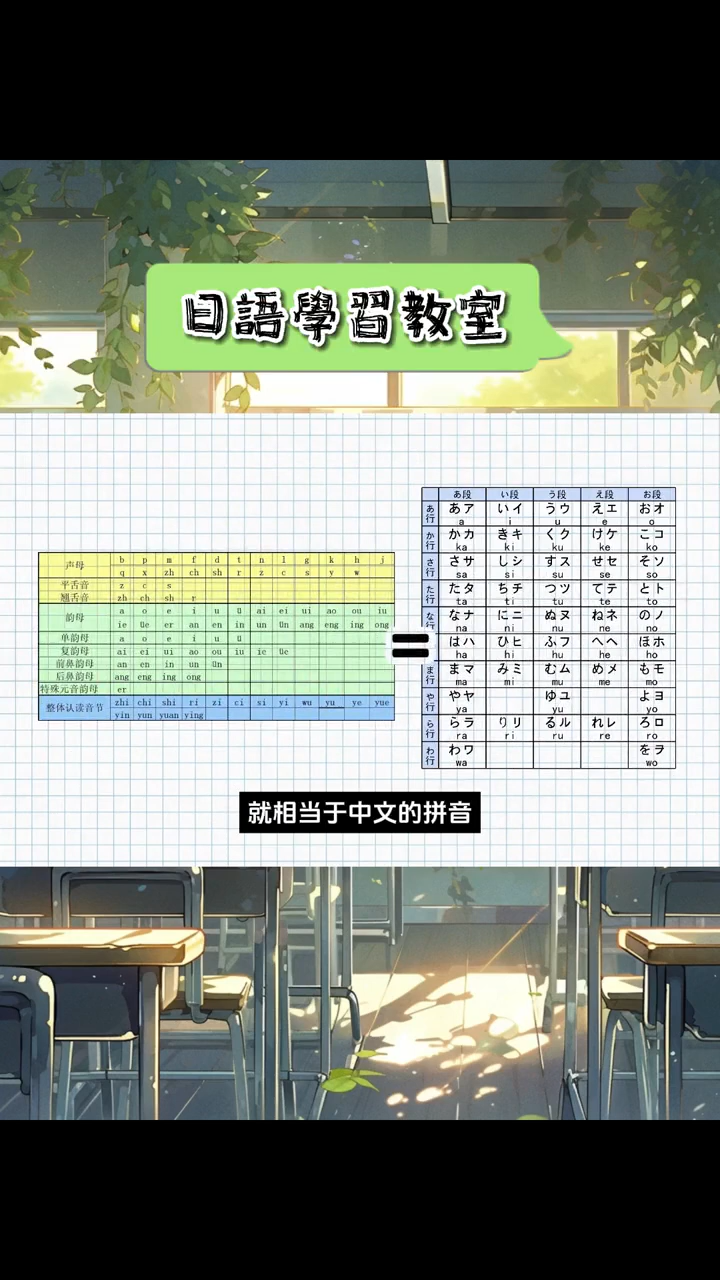 日語學習教室
声母 b p m f d t n l g k h j
q x zh ch sh r z c s y w
平舌音 z c s
翘舌音 zh ch sh r
韵母 a o e i u ü ai ei ui ao ou iu
ie üe er an en in un ün ang eng ing ong
单韵母 a o e i u ü
复韵母 ai ei ui ao ou iu ie üe
前鼻韵母 an en in un ün
后鼻韵母 ang eng ing ong
特殊元音韵母 er
整体认读音节 zhi chi shi ri zi ci si yi wu yu ye yue
yin yun yuan ying
=
あ段 い段 う段 え段 お段
あ行 あア いイ うウ えエ おオ
a i u e o
か行 かカ きキ くク けケ こコ
ka ki ku ke ko
さ行 さサ しシ すス せセ そソ
sa si su se so
た行 たタ ちチ つツ てテ とト
ta ti tu te to
な行 なナ にニ ぬヌ ねネ のノ
na ni nu ne no
はハ ひヒ ふフ へヘ ほホ
ha hi hu he ho
ま行 まマ みミ むム めメ もモ
ma mi mu me mo
や行 やヤ ゆユ よヨ
ya yu yo
ら行 らラ りリ るル れレ ろロ
ra ri ru re ro
わ行 わワ をヲ
wa wo
就相当于中文的拼音